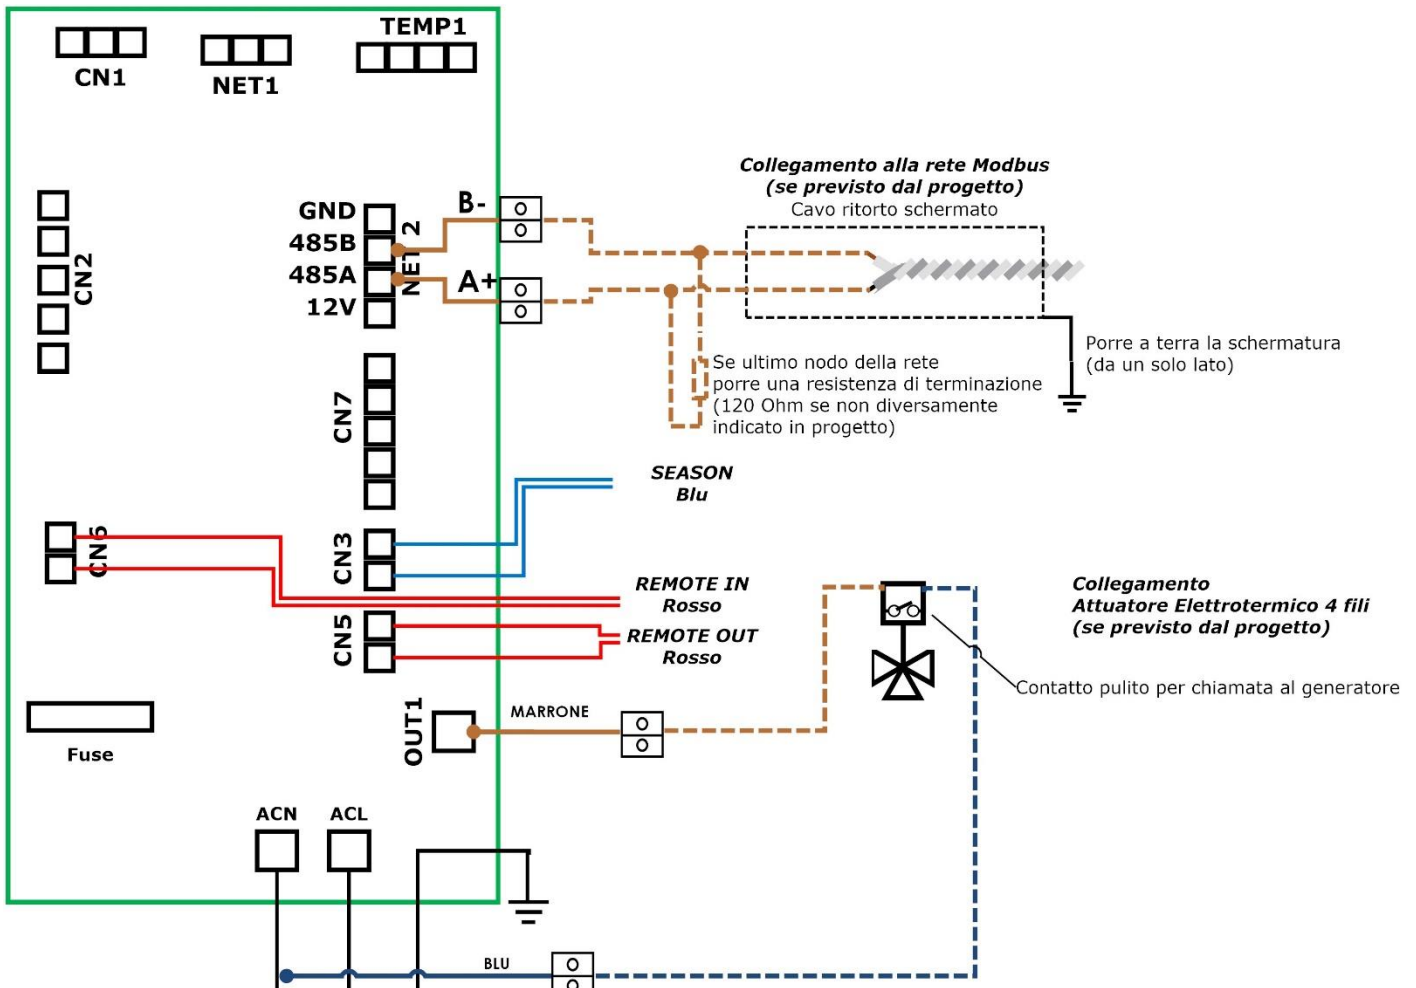 TEMP1
CN1
NET1
Collegamento alla rete Modbus
(se previsto dal progetto)
Cavo ritorto schermato
GND
485B
485A
12V
NET 2
B-
A+
CN2
Porre a terra la schermatura
(da un solo lato)
Se ultimo nodo della rete
porre una resistenza di terminazione
(120 Ohm se non diversamente
indicato in progetto)
CN7
SEASON
Blu
CN6
CN3
REMOTE IN
Rosso
CN5
REMOTE OUT
Rosso
Collegamento
Attuatore Elettrotermico 4 fili
(se previsto dal progetto)
Contatto pulito per chiamata al generatore
OUT1
MARRONE
Fuse
ACN
ACL
BLU